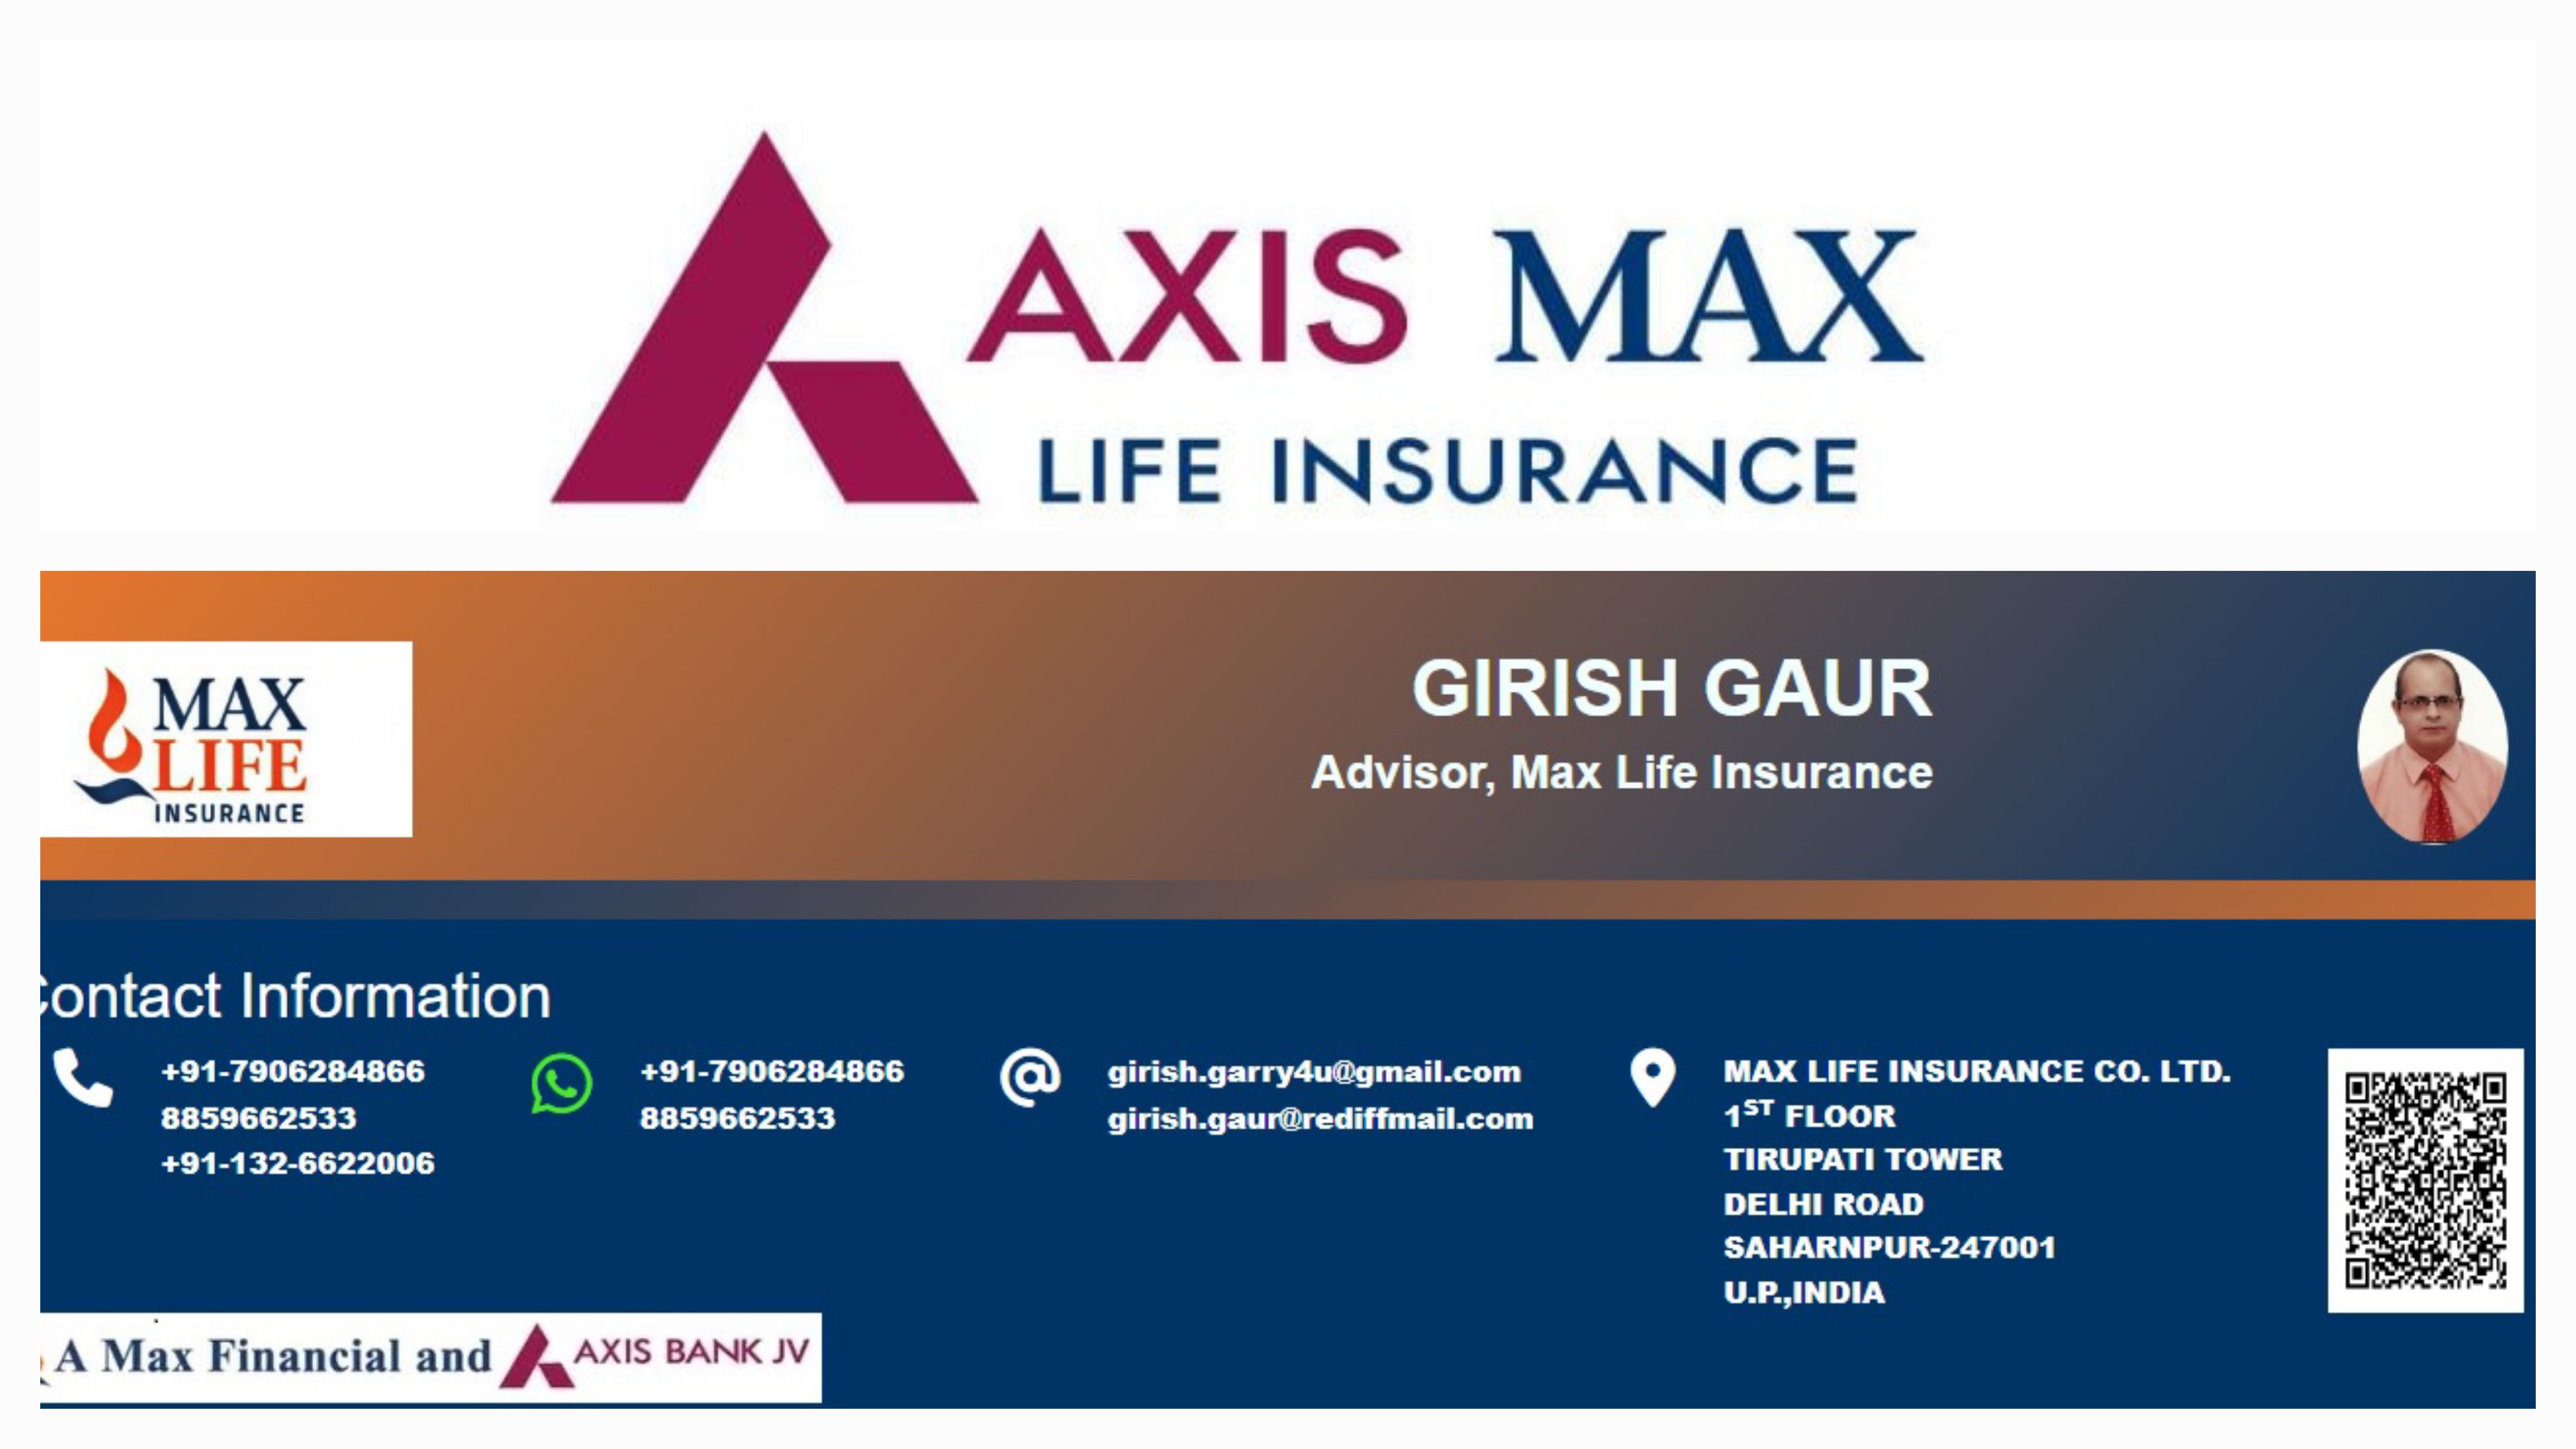 AXIS MAX
LIFE INSURANCE
MAX
LIFE
INSURANCE
GIRISH GAUR
Advisor, Max Life Insurance
ontact Information
+91-7906284866
8859662533
+91-132-6622006
+91-7906284866
8859662533
girish.garry4u@gmail.com
girish.gaur@rediffmail.com
MAX LIFE INSURANCE CO. LTD.
1ST FLOOR
TIRUPATI TOWER
DELHI ROAD
SAHARNPUR-247001
U.P.,INDIA
A Max Financial and AXIS BANK JV